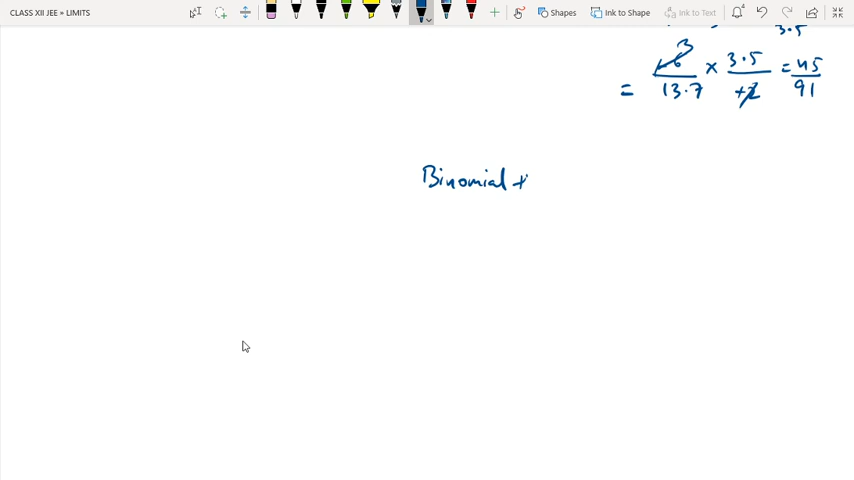 CLASS XII JEE » LIMITS
Shapes
Ink to Shape
Ink to Text
3.5
= 6 3 / 13.7 × 3.5 / +2 = 45 / 91
Binomial +